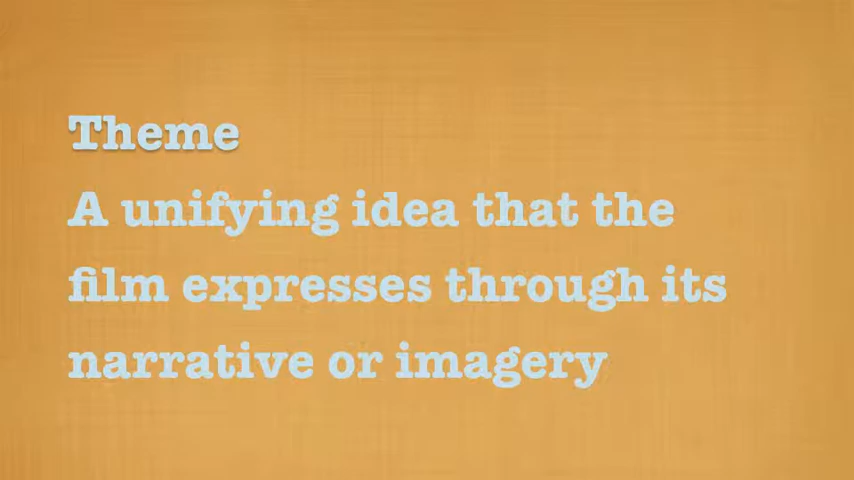 Theme
A unifying idea that the
film expresses through its
narrative or imagery